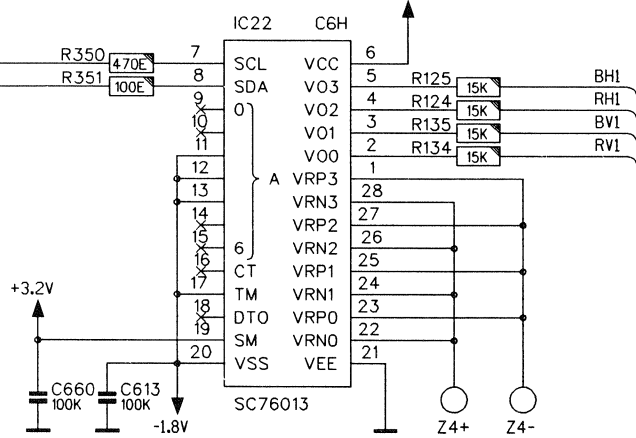 IC22 C6H
R350 470E 7 SCL VCC 6
R351 100E 8 SDA VO3 5 R125 15K BH1
9 0 VO2 4 R124 15K RH1
10 VO1 3 R135 15K BV1
11 VO0 2 R134 15K RV1
12 A VRP3 1
13 VRN3 28
14 VRP2 27
15 6 VRN2 26
16 CT VRP1 25
17 TM VRN1 24
+3.2V
18 DTO VRP0 23
19 SM VRN0 22
20 VSS VEE 21
C660 100K C613 100K
SC76013
-1.8V Z4+ Z4-